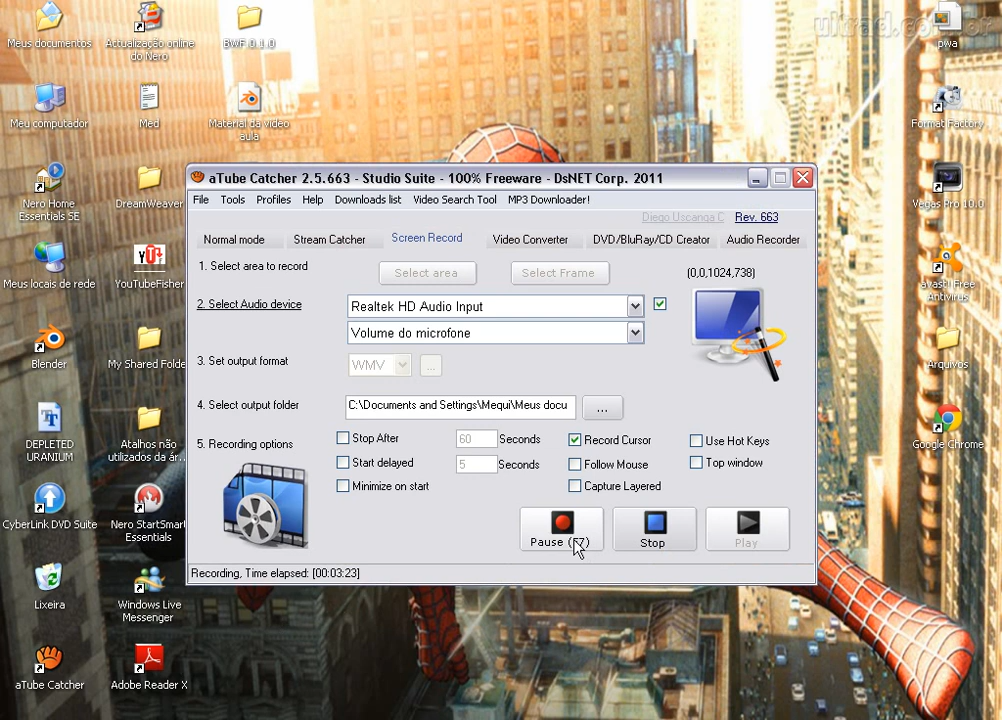 Meus documentos
Actualização online
do Nero
BWF 0.1.0
pwa
Meu computador
Med
Material da video
aula
Format Factory
Nero Home
Essentials SE
DreamWeaver
Vegas Pro 10.0
Meus locais de rede
YouTubeFisher
avast! Free
Antivirus
Blender
My Shared Folde
Arquivos
DEPLETED
URANIUM
Atalhos não
utilizados da ár...
Google Chrome
CyberLink DVD Suite
Nero StartSmart
Essentials
Lixeira
Windows Live
Messenger
aTube Catcher
Adobe Reader X
aTube Catcher 2.5.663 - Studio Suite - 100% Freeware - DsNET Corp. 2011
File Tools Profiles Help Downloads list Video Search Tool MP3 Downloader!
Diego Uscanga C Rev. 663
Normal mode Stream Catcher Screen Record Video Converter DVD/BluRay/CD Creator Audio Recorder
1. Select area to record Select area Select Frame (0,0,1024,738)
2. Select Audio device Realtek HD Audio Input
Volume do microfone
3. Set output format WMV ...
4. Select output folder C:\Documents and Settings\Mequi\Meus docu ...
5. Recording options Stop After 60 Seconds Record Cursor Use Hot Keys
Start delayed 5 Seconds Follow Mouse Top window
Minimize on start Capture Layered
Pause (F7) Stop Play
Recording, Time elapsed: [00:03:23]